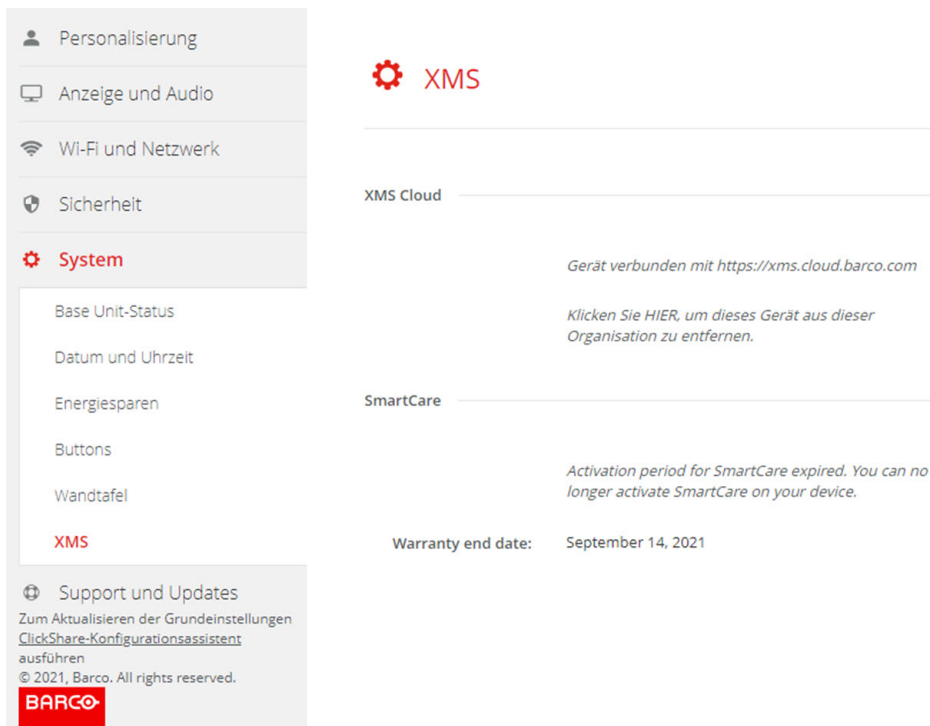 Personalisierung
Anzeige und Audio
Wi-Fi und Netzwerk
Sicherheit
System
Base Unit-Status
Datum und Uhrzeit
Energiesparen
Buttons
Wandtafel
XMS
Support und Updates
Zum Aktualisieren der Grundeinstellungen
ClickShare-Konfigurationsassistent
ausführen
© 2021, Barco. All rights reserved.
BARCO
XMS
XMS Cloud
Gerät verbunden mit https://xms.cloud.barco.com
Klicken Sie HIER, um dieses Gerät aus dieser
Organisation zu entfernen.
SmartCare
Activation period for SmartCare expired. You can no
longer activate SmartCare on your device.
Warranty end date: September 14, 2021